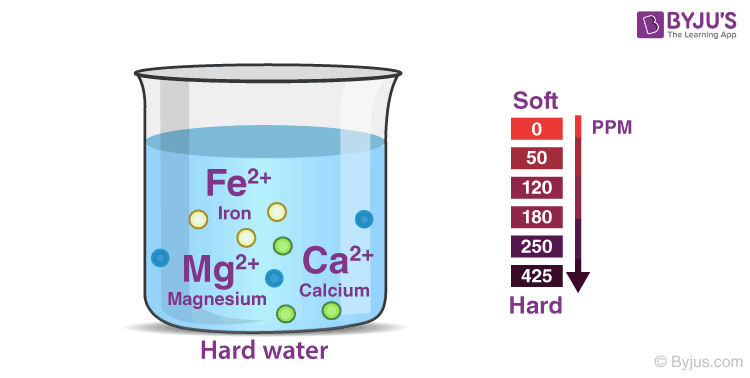 BYJU'S
The Learning App
Fe2+
Iron
Mg2+
Magnesium
Ca2+
Calcium
Hard water
Soft
0
PPM
50
120
180
250
425
Hard
© Byjus.com